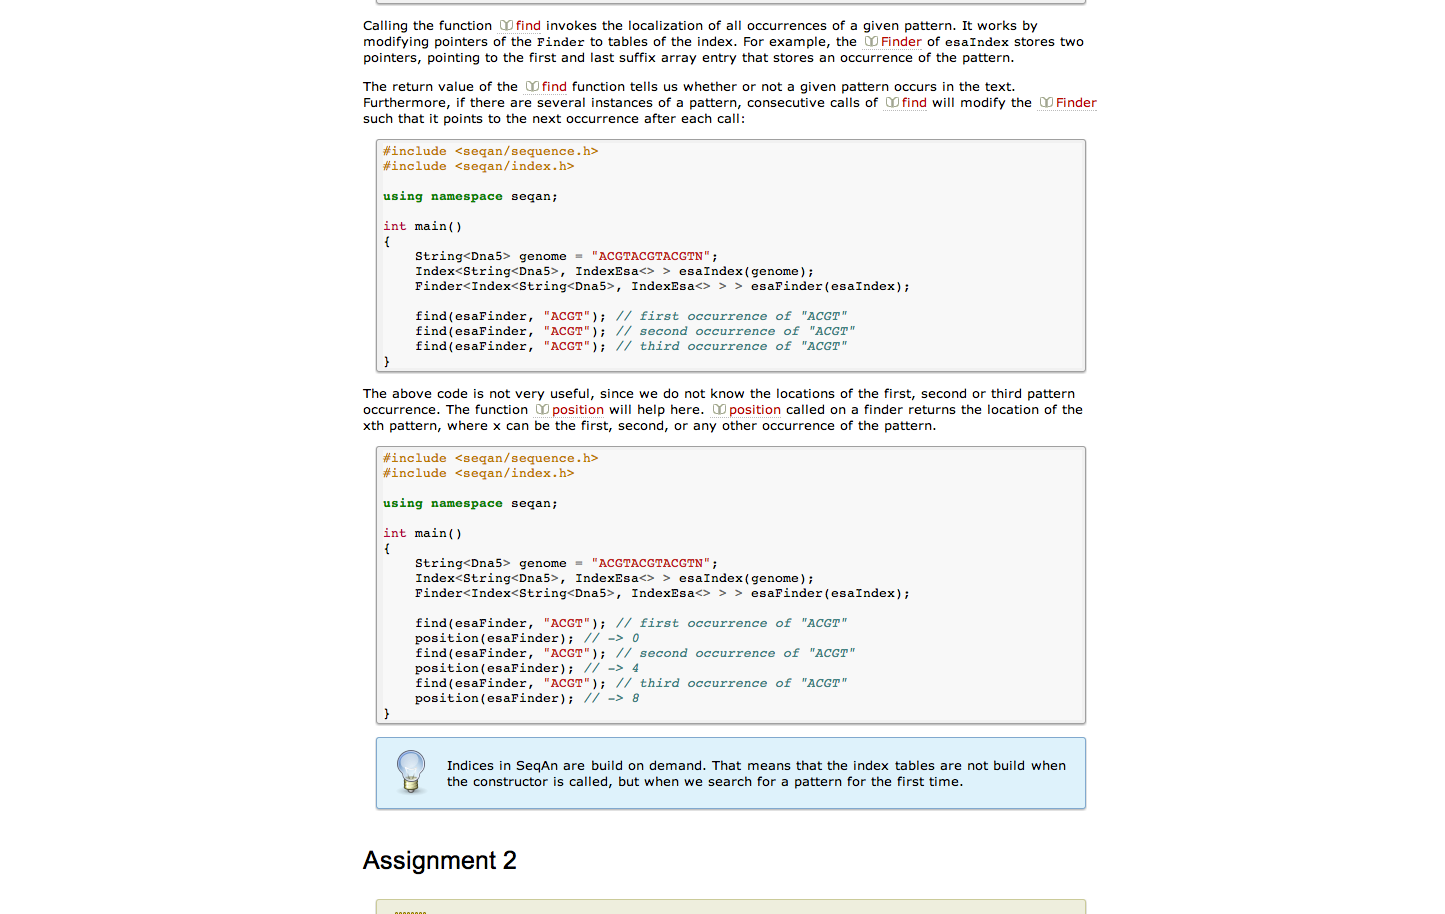 Calling the function find invokes the localization of all occurrences of a given pattern. It works by
modifying pointers of the Finder to tables of the index. For example, the Finder of esaIndex stores two
pointers, pointing to the first and last suffix array entry that stores an occurrence of the pattern.
The return value of the find function tells us whether or not a given pattern occurs in the text.
Furthermore, if there are several instances of a pattern, consecutive calls of find will modify the Finder
such that it points to the next occurrence after each call:
#include <seqan/sequence.h>
#include <seqan/index.h>
using namespace seqan;
int main()
{
String<Dna5> genome = "ACGTACGTACGTN";
Index<String<Dna5>, IndexEsa<> > esaIndex(genome);
Finder<Index<String<Dna5>, IndexEsa<> > > esaFinder(esaIndex);
find(esaFinder, "ACGT"); // first occurrence of "ACGT"
find(esaFinder, "ACGT"); // second occurrence of "ACGT"
find(esaFinder, "ACGT"); // third occurrence of "ACGT"
}
The above code is not very useful, since we do not know the locations of the first, second or third pattern
occurrence. The function position will help here. position called on a finder returns the location of the
xth pattern, where x can be the first, second, or any other occurrence of the pattern.
#include <seqan/sequence.h>
#include <seqan/index.h>
using namespace seqan;
int main()
{
String<Dna5> genome = "ACGTACGTACGTN";
Index<String<Dna5>, IndexEsa<> > esaIndex(genome);
Finder<Index<String<Dna5>, IndexEsa<> > > esaFinder(esaIndex);
find(esaFinder, "ACGT"); // first occurrence of "ACGT"
position(esaFinder); // -> 0
find(esaFinder, "ACGT"); // second occurrence of "ACGT"
position(esaFinder); // -> 4
find(esaFinder, "ACGT"); // third occurrence of "ACGT"
position(esaFinder); // -> 8
}
Indices in SeqAn are build on demand. That means that the index tables are not build when
the constructor is called, but when we search for a pattern for the first time.
Assignment 2